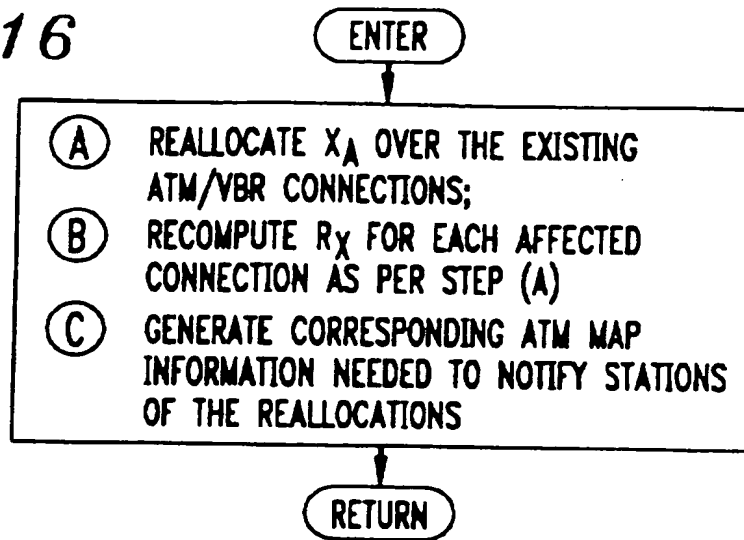 16
ENTER
A REALLOCATE XA OVER THE EXISTING
ATM/VBR CONNECTIONS;
B RECOMPUTE RX FOR EACH AFFECTED
CONNECTION AS PER STEP (A)
C GENERATE CORRESPONDING ATM MAP
INFORMATION NEEDED TO NOTIFY STATIONS
OF THE REALLOCATIONS
RETURN